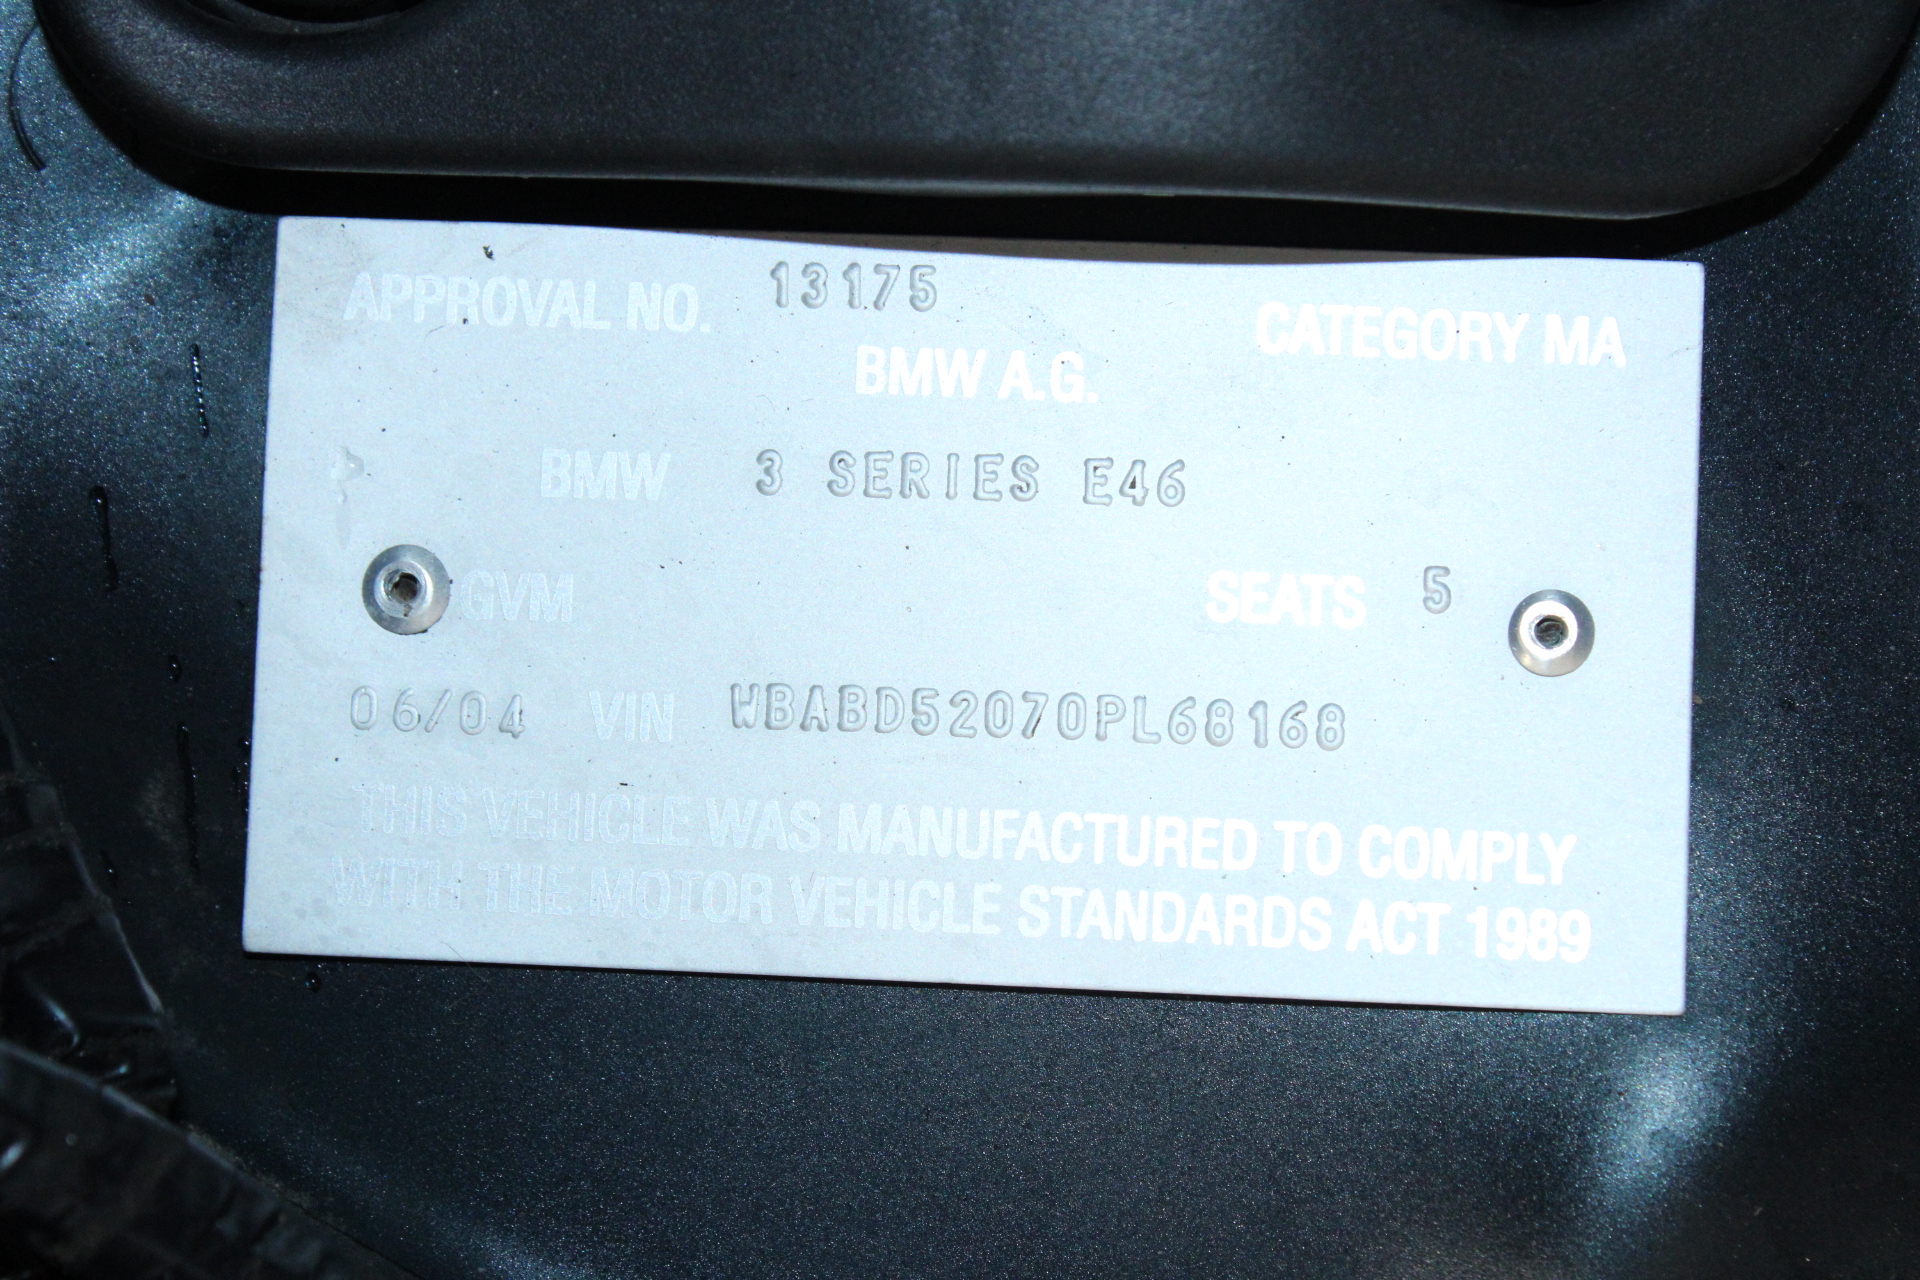 APPROVAL NO. 13175 CATEGORY MA
BMW A.G.
BMW 3 SERIES E46
GVM SEATS 5
06/04 VIN WBABD52070PL68168
THIS VEHICLE WAS MANUFACTURED TO COMPLY
WITH THE MOTOR VEHICLE STANDARDS ACT 1989